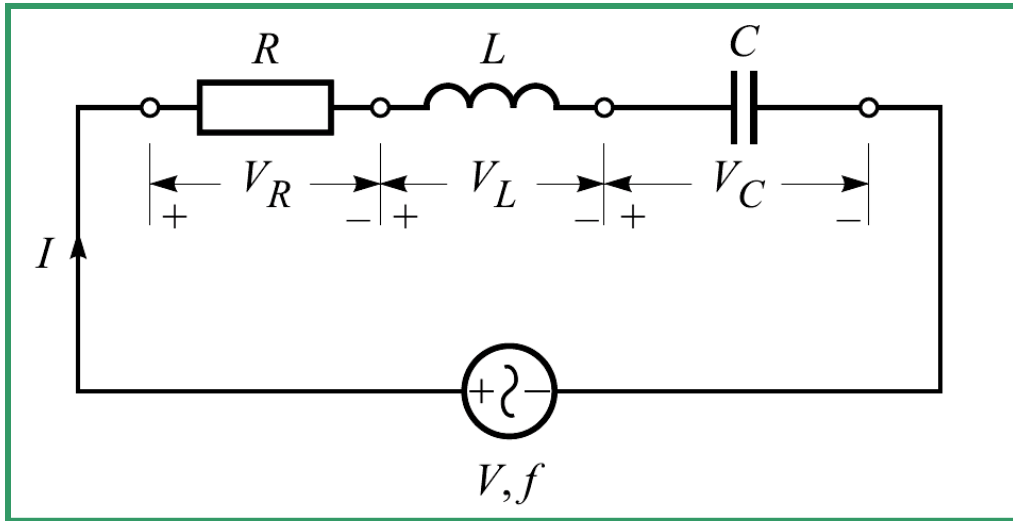 R L C
V_R V_L V_C
+ − + − + −
I
+ −
V, f